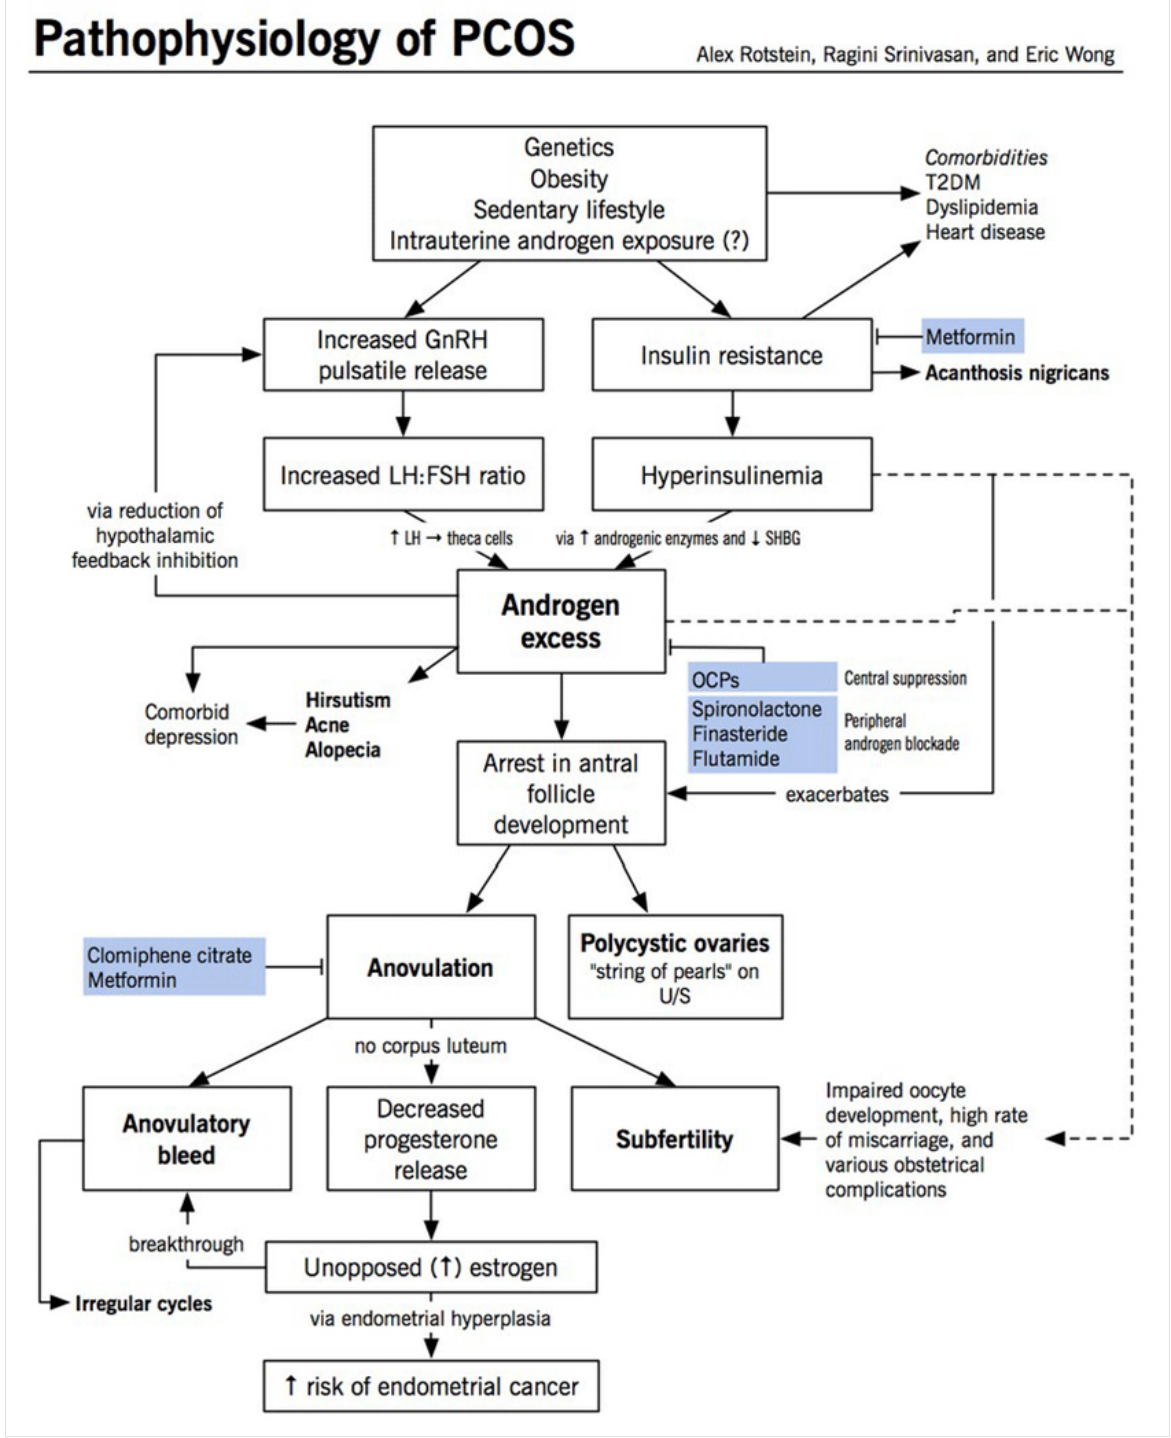 Pathophysiology of PCOS
Alex Rotstein, Ragini Srinivasan, and Eric Wong
Genetics
Obesity
Sedentary lifestyle
Intrauterine androgen exposure (?)
Comorbidities
T2DM
Dyslipidemia
Heart disease
Increased GnRH
pulsatile release
Insulin resistance
Metformin
Acanthosis nigricans
Increased LH:FSH ratio
Hyperinsulinemia
via reduction of
hypothalamic
feedback inhibition
↑ LH → theca cells
via ↑ androgenic enzymes and ↓ SHBG
Androgen
excess
OCPs
Central suppression
Spironolactone
Finasteride
Flutamide
Peripheral
androgen blockade
Comorbid
depression
Hirsutism
Acne
Alopecia
Arrest in antral
follicle
development
exacerbates
Clomiphene citrate
Metformin
Anovulation
Polycystic ovaries
"string of pearls" on
U/S
no corpus luteum
Anovulatory
bleed
Decreased
progesterone
release
Subfertility
Impaired oocyte
development, high rate
of miscarriage, and
various obstetrical
complications
breakthrough
Unopposed (↑) estrogen
Irregular cycles
via endometrial hyperplasia
↑ risk of endometrial cancer